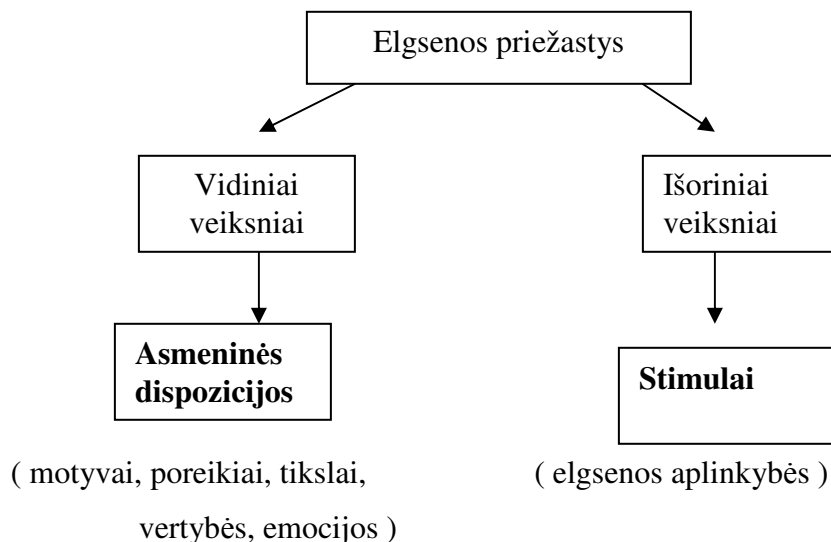 Elgsenos priežastys
Vidiniai
veiksniai
Išoriniai
veiksniai
Asmeninės
dispozicijos
Stimulai
( motyvai, poreikiai, tikslai,
vertybės, emocijos )
( elgsenos aplinkybės )